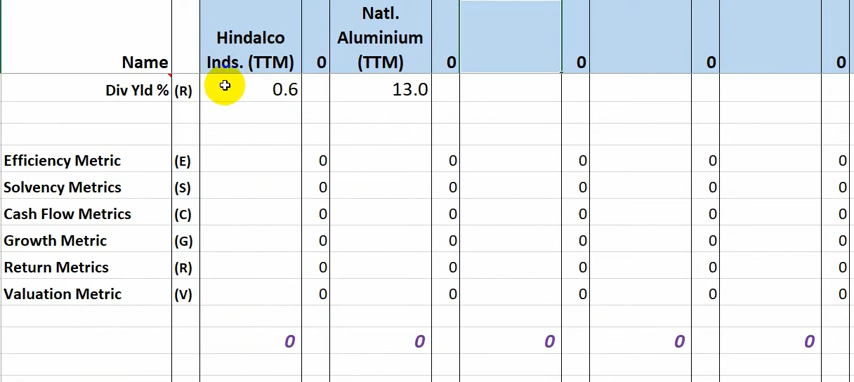 Name Hindalco Inds. (TTM) 0 Natl. Aluminium (TTM) 0 0 0 0
Div Yld % (R) 0.6 13.0
Efficiency Metric (E) 0 0 0 0 0
Solvency Metrics (S) 0 0 0 0 0
Cash Flow Metrics (C) 0 0 0 0 0
Growth Metric (G) 0 0 0 0 0
Return Metrics (R) 0 0 0 0 0
Valuation Metric (V) 0 0 0 0 0
0 0 0 0 0